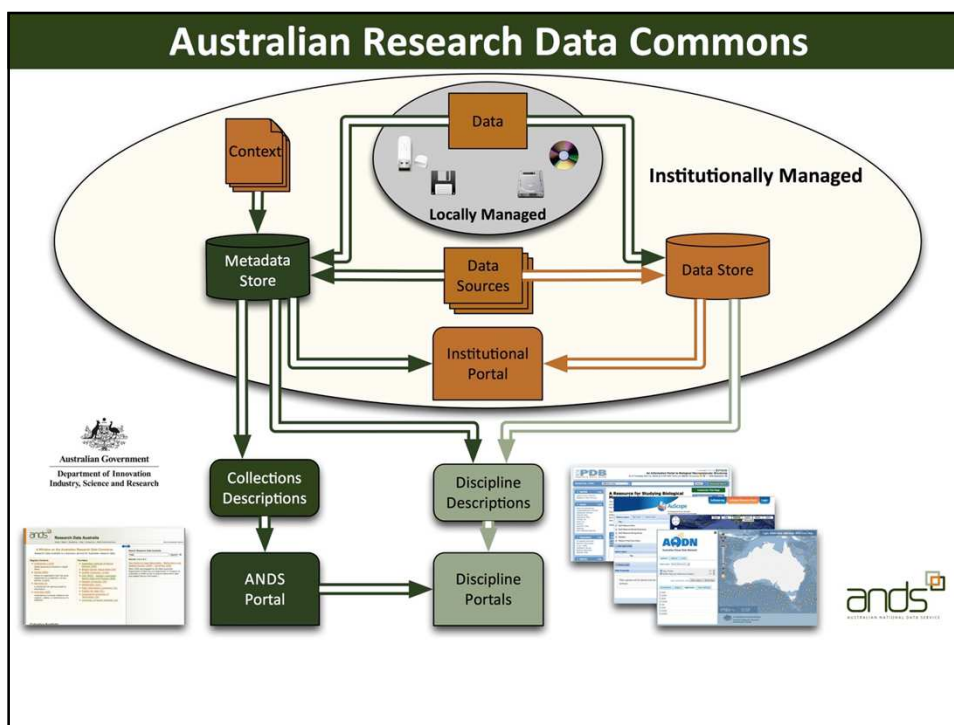 Australian Research Data Commons
Data
Context
Institutionally Managed
Locally Managed
Metadata
Store
Data
Sources
Data Store
Institutional
Portal
Australian Government
Department of Innovation
Industry, Science and Research
Collections
Descriptions
Discipline
Descriptions
PDB
A Resource for Studying Biological
AuScope
AODN
ands
Research Data Australia
ANDS
Portal
Discipline
Portals
ands
AUSTRALIAN NATIONAL DATA SERVICE